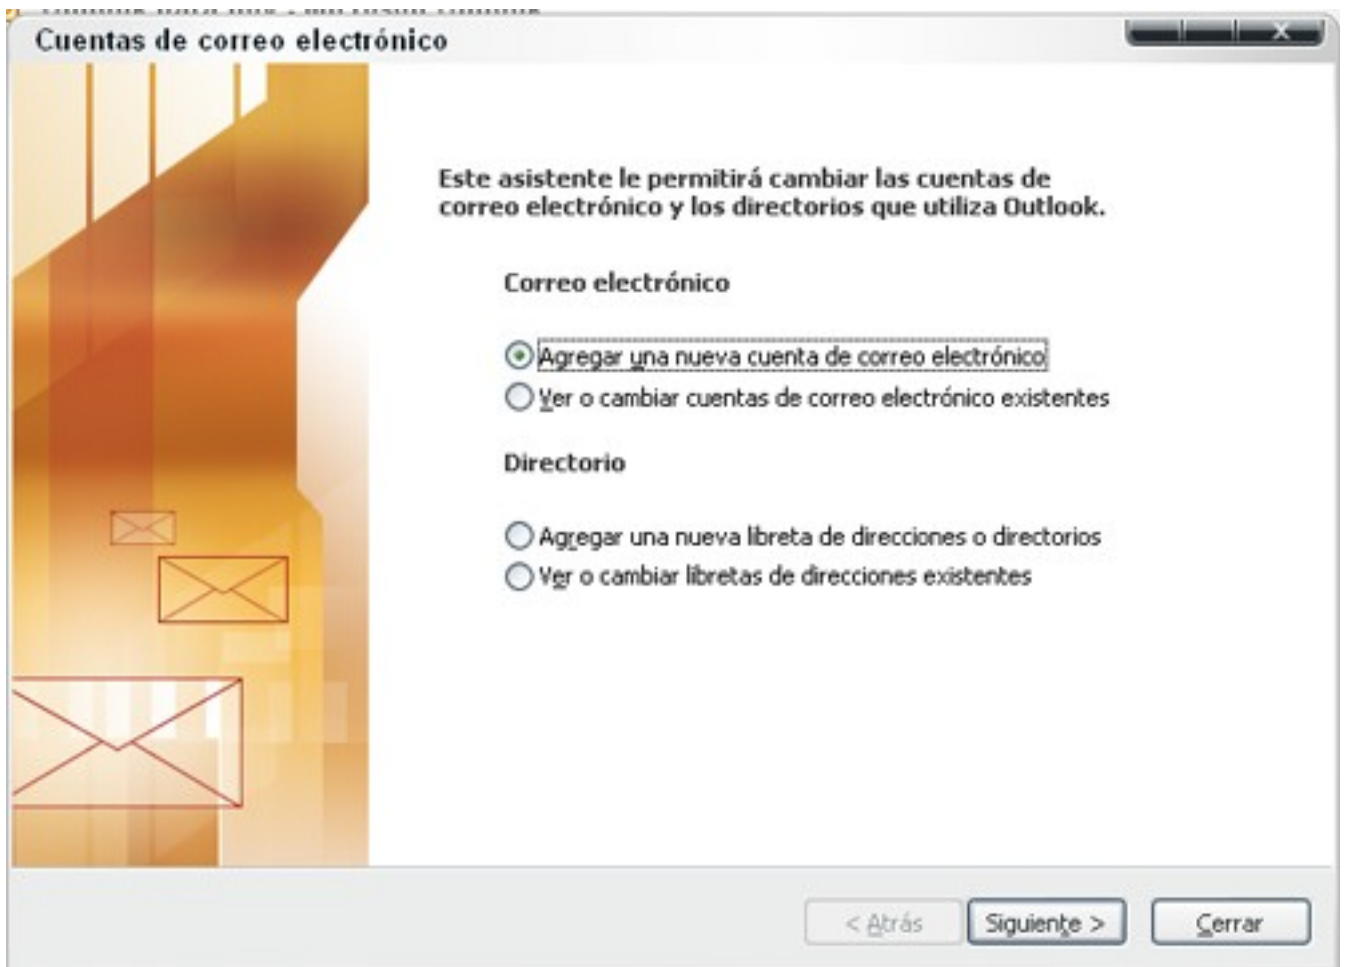 Cuentas de correo electrónico
Este asistente le permitirá cambiar las cuentas de
correo electrónico y los directorios que utiliza Outlook.
Correo electrónico
Agregar una nueva cuenta de correo electrónico
Ver o cambiar cuentas de correo electrónico existentes
Directorio
Agregar una nueva libreta de direcciones o directorios
Ver o cambiar libretas de direcciones existentes
< Atrás
Siguiente >
Cerrar